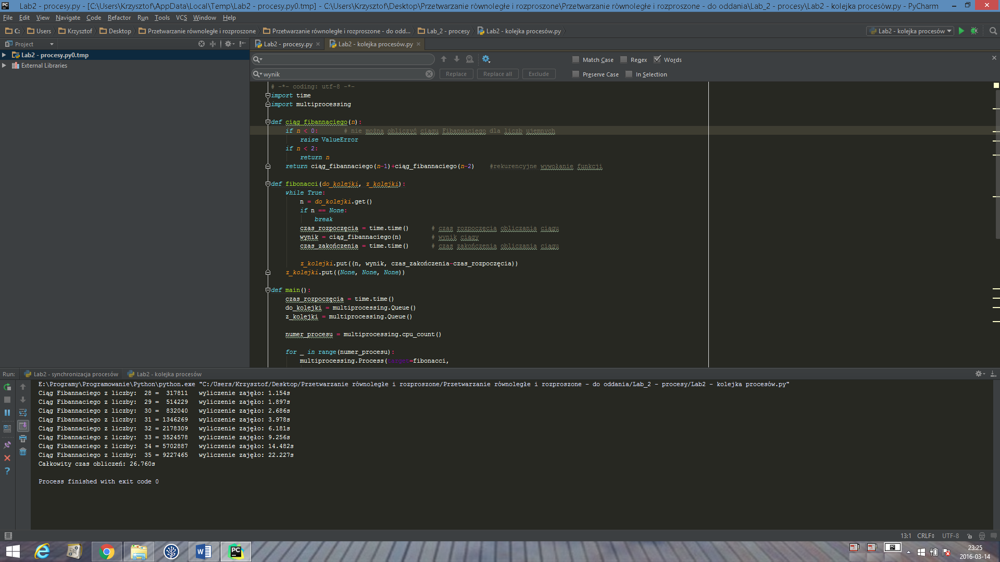 Lab2 - procesy.py - [C:\Users\Krzysztof\AppData\Local\Temp\Lab2 - procesy.py0.tmp] - C:\Users\Krzysztof\Desktop\Przetwarzanie równoległe i rozproszone\Przetwarzanie równoległe i rozproszone - do oddania\Lab_2 - procesy\Lab2 - kolejka procesów.py - PyCharm
File Edit View Navigate Code Refactor Run Tools VCS Window Help
C: Users Krzysztof Desktop Przetwarzanie równoległe i rozproszone Przetwarzanie równoległe i rozproszone - do odd... Lab_2 - procesy Lab2 - kolejka procesów.py Lab2 - kolejka procesów
Project Lab2 - procesy.py Lab2 - kolejka procesów.py
Lab2 - procesy.py0.tmp
External Libraries
Match Case Regex Words
wynik Replace Replace all Exclude Preserve Case In Selection
# -*- coding: utf-8 -*-
import time
import multiprocessing
def ciąg_fibannaciego(n):
if n < 0: # nie można obliczyć ciągu Fibannaciego dla liczb ujemnych
raise ValueError
if n < 2:
return n
return ciąg_fibannaciego(n-1)+ciąg_fibannaciego(n-2) #rekurencyjne wywołanie funkcji
def fibonacci(do_kolejki, z_kolejki):
while True:
n = do_kolejki.get()
if n == None:
break
czas_rozpoczęcia = time.time() # czas rozpoczecia obliczania ciagu
wynik = ciąg_fibannaciego(n) # wynik ciągy
czas_zakończenia = time.time() # czas zakończenia obliczania ciagu
z_kolejki.put((n, wynik, czas_zakończenia-czas_rozpoczęcia))
z_kolejki.put((None, None, None))
def main():
czas_rozpoczęcia = time.time()
do_kolejki = multiprocessing.Queue()
z_kolejki = multiprocessing.Queue()
numer_procesu = multiprocessing.cpu_count()
for _ in range(numer_procesu):
multiprocessing.Process(target=fibonacci,
Run: Lab2 - synchronizacja procesów Lab2 - kolejka procesów
E:\Programy\Programowanie\Python\python.exe "C:/Users/Krzysztof/Desktop/Przetwarzanie równoległe i rozproszone/Przetwarzanie równoległe i rozproszone - do oddania/Lab_2 - procesy/Lab2 - kolejka procesów.py"
Ciąg Fibannaciego z liczby: 28 = 317811 wyliczenie zajęło: 1.154s
Ciąg Fibannaciego z liczby: 29 = 514229 wyliczenie zajęło: 1.897s
Ciąg Fibannaciego z liczby: 30 = 832040 wyliczenie zajęło: 2.686s
Ciąg Fibannaciego z liczby: 31 = 1346269 wyliczenie zajęło: 3.978s
Ciąg Fibannaciego z liczby: 32 = 2178309 wyliczenie zajęło: 6.181s
Ciąg Fibannaciego z liczby: 33 = 3524578 wyliczenie zajęło: 9.256s
Ciąg Fibannaciego z liczby: 34 = 5702887 wyliczenie zajęło: 14.482s
Ciąg Fibannaciego z liczby: 35 = 9227465 wyliczenie zajęło: 22.227s
Całkowity czas obliczeń: 26.760s
Process finished with exit code 0
13:1 CRLF UTF-8
23:25
2016-03-14